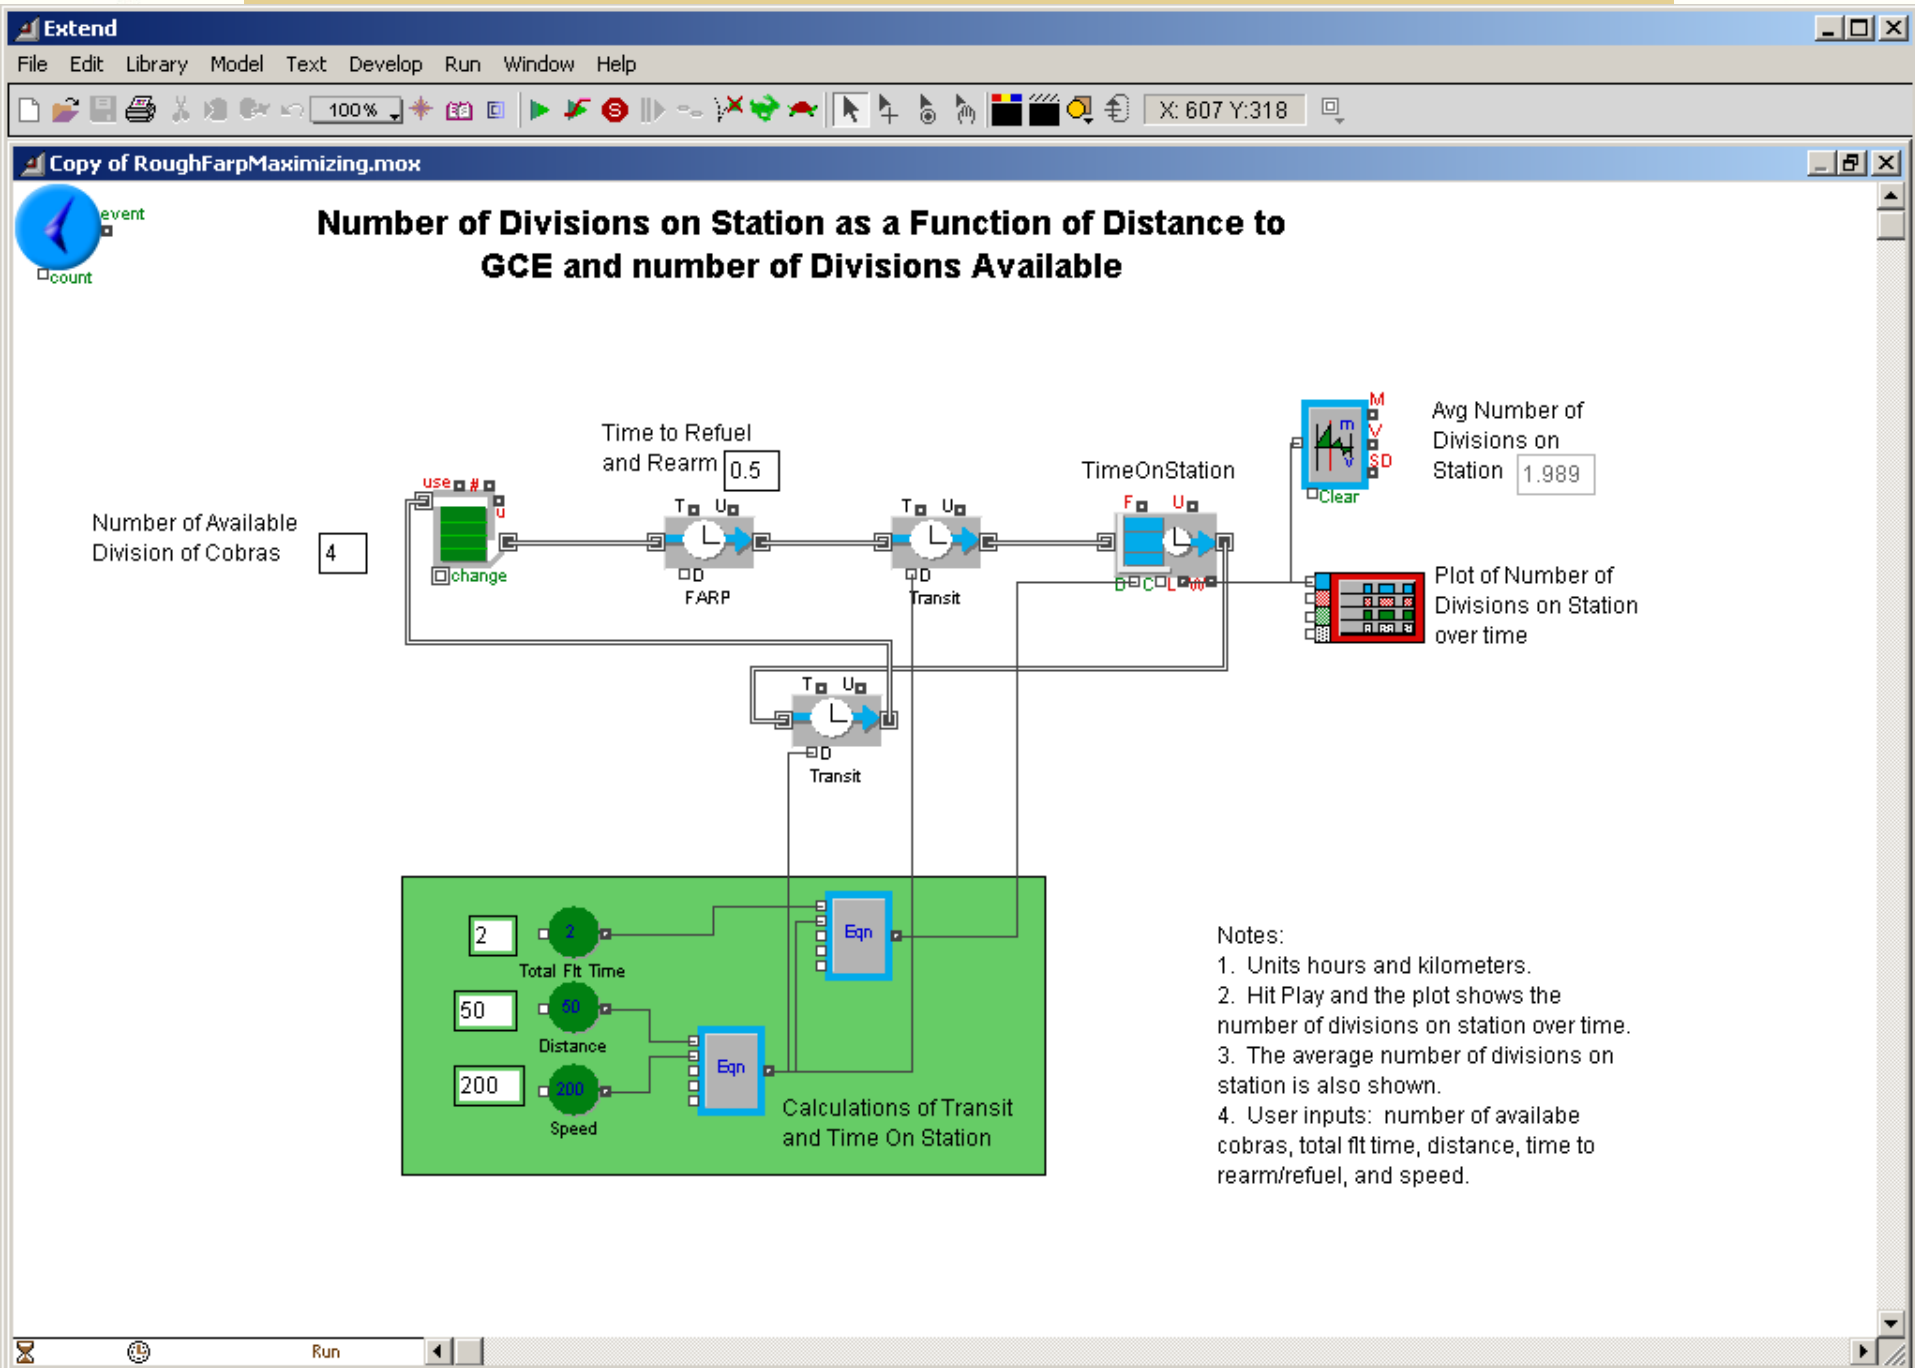 Extend
File Edit Library Model Text Develop Run Window Help
100% X: 607 Y:318
Copy of RoughFarpMaximizing.mox
event
count
Number of Divisions on Station as a Function of Distance to
GCE and number of Divisions Available
Number of Available
Division of Cobras 4
use #
u
change
Time to Refuel
and Rearm 0.5
T U
D
FARP
T U
D
Transit
TimeOnStation
F U
D C L W
M
m V
v SD
Clear
Avg Number of
Divisions on
Station 1.989
Plot of Number of
Divisions on Station
over time
T U
D
Transit
2 2
Total Flt Time
50 50
Distance
200 200
Speed
Eqn
Eqn
Calculations of Transit
and Time On Station
Notes:
1. Units hours and kilometers.
2. Hit Play and the plot shows the
number of divisions on station over time.
3. The average number of divisions on
station is also shown.
4. User inputs: number of availabe
cobras, total flt time, distance, time to
rearm/refuel, and speed.
Run